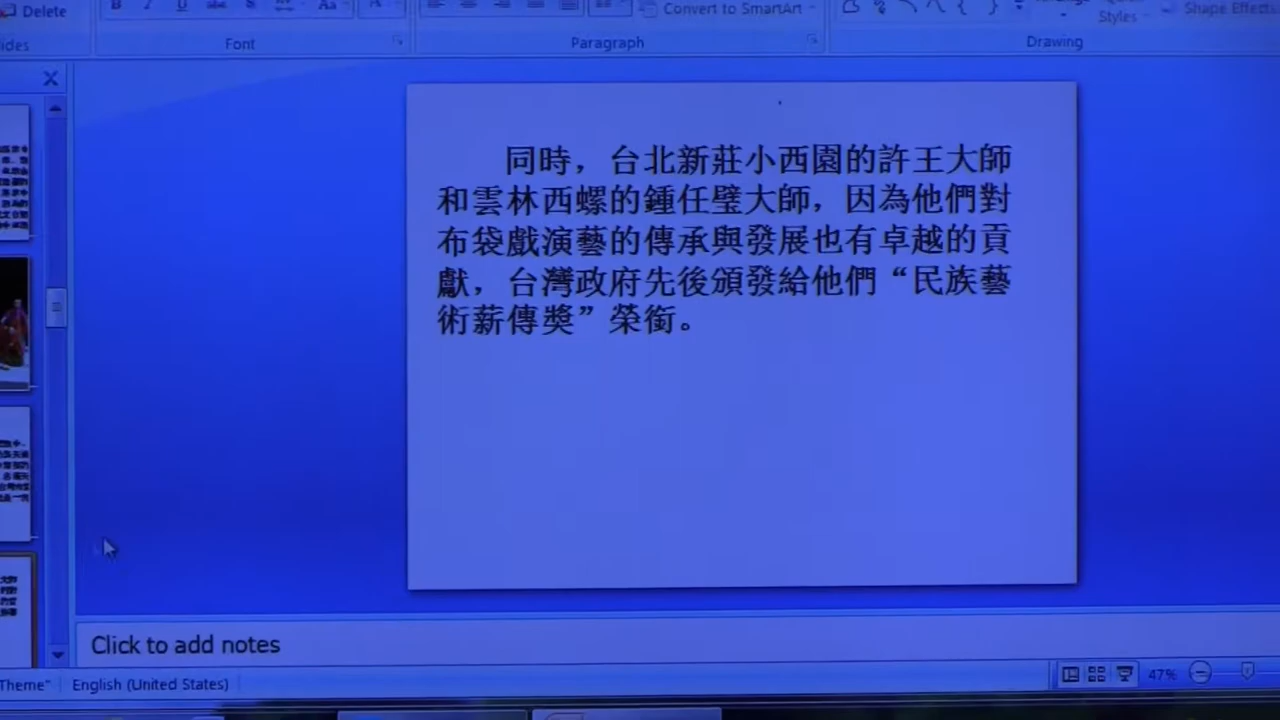 Delete
Convert to SmartArt
Styles
Shape Effects
Font
Paragraph
Drawing
同時，台北新莊小西園的許王大師
和雲林西螺的鍾任璧大師，因為他們對
布袋戲演藝的傳承與發展也有卓越的貢
獻，台灣政府先後頒發給他們“民族藝
術薪傳獎”榮銜。
Click to add notes
Theme"
English (United States)
47%